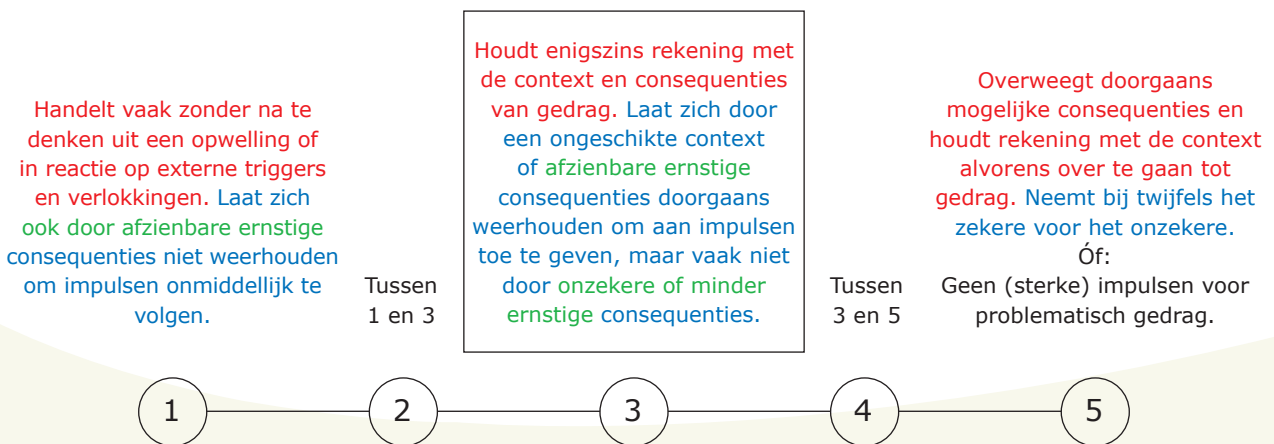 Handelt vaak zonder na te
denken uit een opwelling of
in reactie op externe triggers
en verlokkingen. Laat zich
ook door afzienbare ernstige
consequenties niet weerhouden
om impulsen onmiddellijk te
volgen.
Tussen
1 en 3
Houdt enigszins rekening met
de context en consequenties
van gedrag. Laat zich door
een ongeschikte context
of afzienbare ernstige
consequenties doorgaans
weerhouden om aan impulsen
toe te geven, maar vaak niet
door onzekere of minder
ernstige consequenties.
Tussen
3 en 5
Overweegt doorgaans
mogelijke consequenties en
houdt rekening met de context
alvorens over te gaan tot
gedrag. Neemt bij twijfels het
zekere voor het onzekere.
Óf:
Geen (sterke) impulsen voor
problematisch gedrag.
1
2
3
4
5